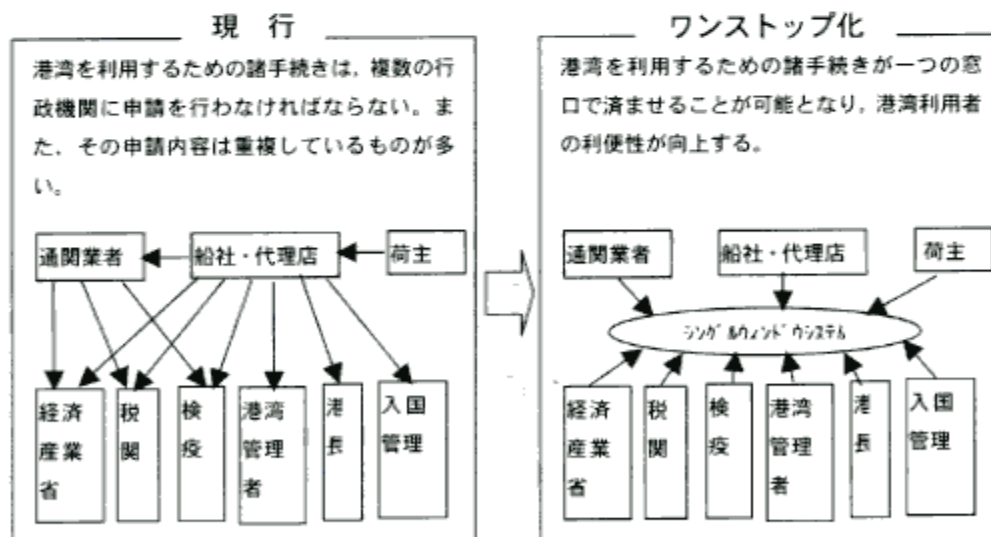 現 行
港湾を利用するための諸手続きは，複数の行
政機関に申請を行わなければならない。ま
た，その申請内容は重複しているものが多
い。
通関業者
船社・代理店
荷主
経済
産業
省
税
関
検
疫
港湾
管理
者
港
長
入国
管理
ワンストップ化
港湾を利用するための諸手続きが一つの窓
口で済ませることが可能となり，港湾利用者
の利便性が向上する。
通関業者
船社・代理店
荷主
ｼﾝｸﾞﾙｳｨﾝﾄﾞｳｼｽﾃﾑ
経済
産業
省
税
関
検
疫
港湾
管理
者
港
長
入国
管理